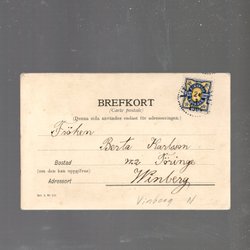 BREFKORT
(Carte postale)
(Denna sida användes endast för adresseringen.)
Fröken
Berta Karlsson
Bostad
(om den kan uppgifvas)
Adressort
Winberg
Vinberg N